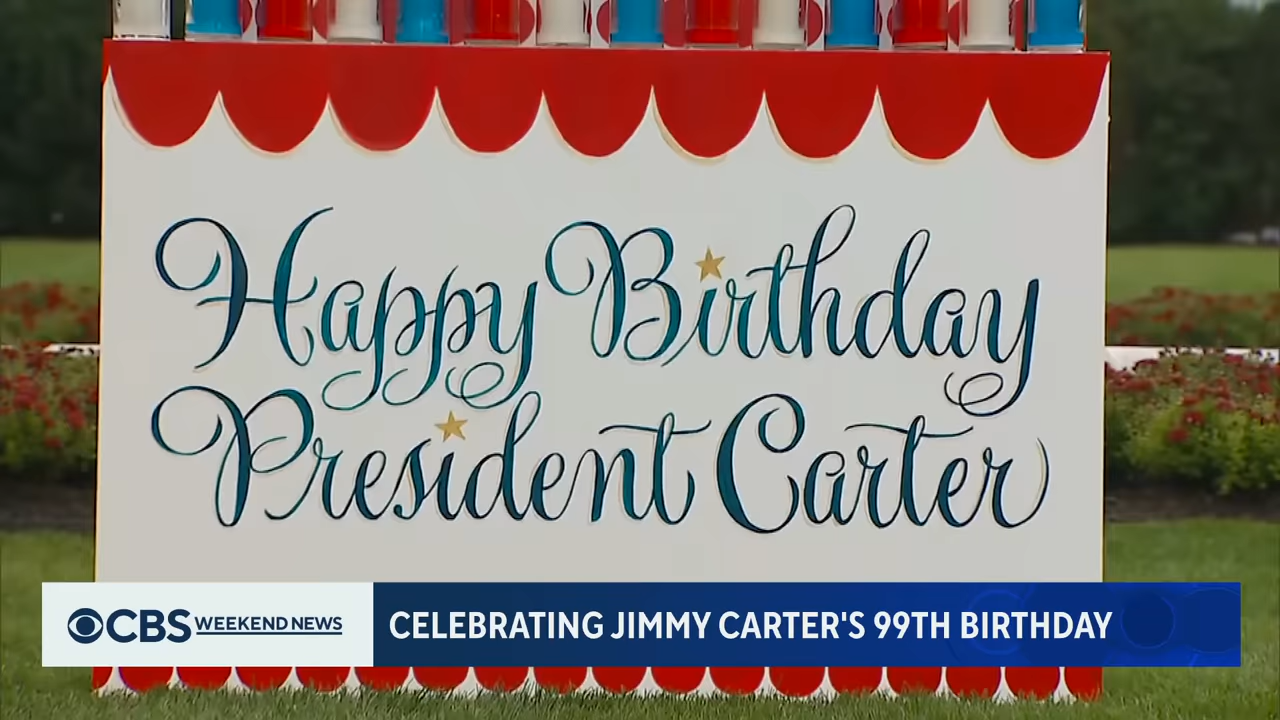 Happy Birthday
President Carter
CBS WEEKEND NEWS
CELEBRATING JIMMY CARTER'S 99TH BIRTHDAY